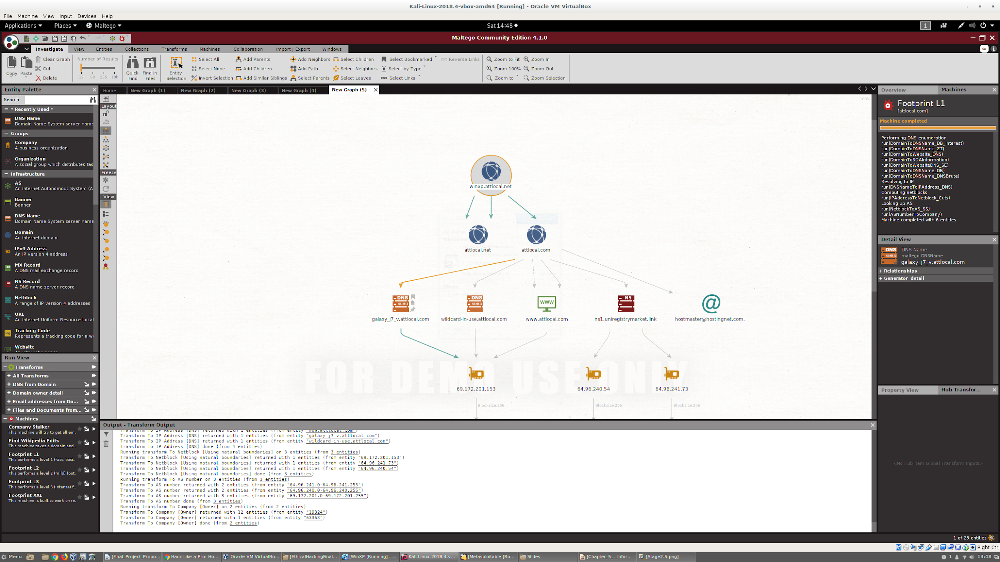 Kali-Linux-2018.4-vbox-amd64 [Running] - Oracle VM VirtualBox
File Machine View Input Devices Help
Applications Places Maltego Sat 14:48 1
Maltego Community Edition 4.1.0
Investigate View Entities Collections Transforms Machines Collaboration Import | Export Windows
Copy Paste Clear Graph Cut Delete
Number of Results
12 50 255 10k
Quick Find
Find in Files
Entity Selection
Select All Add Parents Add Neighbors Select Children Select Bookmarked Reverse Links Zoom to Fit Zoom In
Select None Add Children Add Path Select Neighbors Select by Type Zoom 100% Zoom Out
Invert Selection Add Similar Siblings Select Parents Select Leaves Select Links Zoom to Zoom Selection
Entity Palette
Search:
* Recently Used *
DNS Name
Domain Name System server name
Groups
Company
A business organization
Organization
A social group which distributes tas
Infrastructure
AS
An internet Autonomous System (A
Banner
Banner
DNS Name
Domain Name System server name
Domain
An internet domain
IPv4 Address
An IP version 4 address
MX Record
A DNS mail exchange record
NS Record
A DNS name server record
Netblock
A range of IP version 4 addresses
URL
An internet Uniform Resource Locat
Tracking Code
Represents a tracking code for a we
Website
Run View
Transforms
+ All Transforms
+ DNS from Domain
+ Domain owner detail
+ Email addresses from Do...
+ Files and Documents from...
Machines
Company Stalker
This machine will try to get all em.
Find Wikipedia Edits
This machine takes a domain and .
Footprint L1
This performs a level 1 (fast, basi..
Footprint L2
This performs a level 2 (mild) foot.
Footprint L3
This performs a level 3 (intense) f..
Footprint XXL
This machine is built to work on re.
Home New Graph (1) New Graph (2) New Graph (3) New Graph (4) New Graph (5)
Layout
Freeze
View
100%
winxp.attlocal.net
attlocal.net attlocal.com
DNS DNS WWW NS @
galaxy_j7_v.attlocal.com wildcard-in-use.attlocal.com www.attlocal.com ns1.uniregistrymarket.link hostmaster@hostingnet.com.
FOR DEMO USE ONLY
69.172.201.153 64.96.240.54 64.96.241.73
Blocksize:256 Blocksize:256 Blocksize:256
Output - Transform Output
Transform To IP Address [DNS] returned with 1 entities (from entity "www.attlocal.com")
Transform To IP Address [DNS] returned with 1 entities (from entity "galaxy_j7_v.attlocal.com")
Transform To IP Address [DNS] returned with 1 entities (from entity "wildcard-in-use.attlocal.com")
Transform To IP Address [DNS] done (from 4 entities)
Running transform To Netblock [Using natural boundaries] on 3 entities (from 3 entities)
Transform To Netblock [Using natural boundaries] returned with 1 entities (from entity "69.172.201.153")
Transform To Netblock [Using natural boundaries] returned with 1 entities (from entity "64.96.241.73")
Transform To Netblock [Using natural boundaries] returned with 1 entities (from entity "64.96.240.54")
Transform To Netblock [Using natural boundaries] done (from 3 entities)
Running transform To AS number on 3 entities (from 3 entities)
Transform To AS number returned with 2 entities (from entity "64.96.241.0-64.96.241.255")
Transform To AS number returned with 2 entities (from entity "64.96.240.0-64.96.240.255")
Transform To AS number returned with 3 entities (from entity "69.172.201.0-69.172.201.255")
Transform To AS number done (from 3 entities)
Running transform To Company [Owner] on 2 entities (from 2 entities)
Transform To Company [Owner] returned with 12 entities (from entity "19324")
Transform To Company [Owner] returned with 1 entities (from entity "63363")
Transform To Company [Owner] done (from 2 entities)
Overview Machines
Footprint L1
[attlocal.com]
Machine completed
Performing DNS enumeration
run(DomainToDNSName_DB_interest)
run(DomainToDNSName_ZT)
run(DomainToWebsite_DNS)
run(DomainToSOAInformation)
run(DomainToWebsiteDNS_SE)
run(DomainToDNSName_DB)
run(DomainToDNSName_DNSBrute)
Resolving to IP
run(DNSNameToIPAddress_DNS)
Computing netblocks
run(IPAddressToNetblock_Cuts)
Looking up AS
run(NetblockToAS_SS)
run(ASNumberToCompany)
Machine completed with 6 entities
Detail View
DNS
DNS Name
maltego.DNSName
galaxy_j7_v.attlocal.com
+ Relationships
+ Generator detail
Property View Hub Transfor...
<No Hub Item Global Transform Inputs>
1 of 23 entities
Right Ctrl
Menu [Final_Project_Propo... Hack Like a Pro: Ho... Oracle VM VirtualBo... [EthicalHackingFinal... [WinXP [Running] - ... Kali-Linux-2018.4-v... [Metasploitable [Ru... Slides [Chapter_5_-_Infor... [Stage2-5.png] 1 13:48